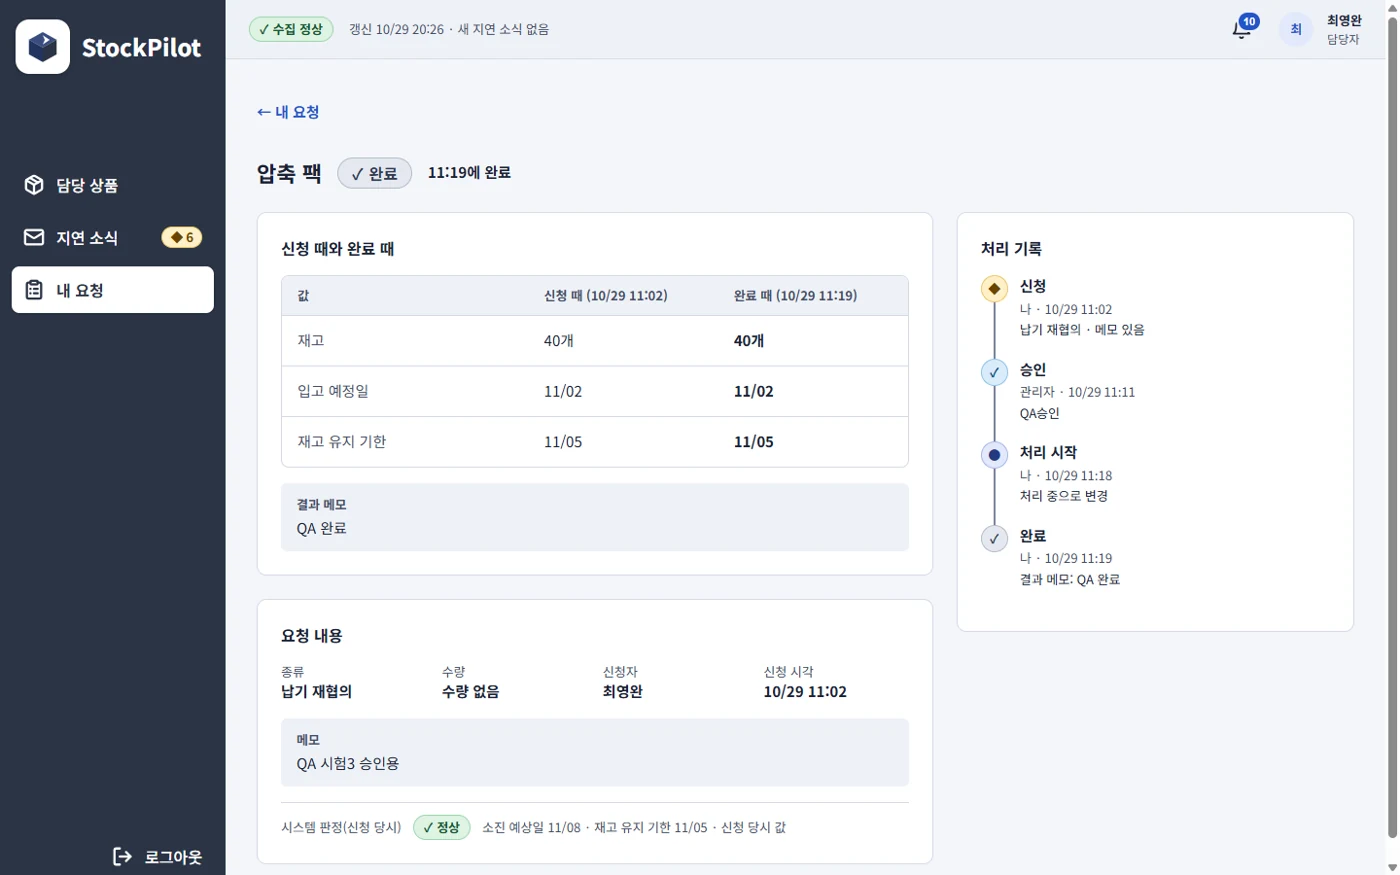 StockPilot
담당 상품
지연 소식
◆ 6
내 요청
로그아웃
✓ 수집 정상
갱신 10/29 20:26 · 새 지연 소식 없음
10
최
최영완
담당자
← 내 요청
압축 팩
✓ 완료
11:19에 완료
신청 때와 완료 때
값 신청 때 (10/29 11:02) 완료 때 (10/29 11:19)
재고 40개 40개
입고 예정일 11/02 11/02
재고 유지 기한 11/05 11/05
결과 메모
QA 완료
요청 내용
종류 수량 신청자 신청 시각
납기 재협의 수량 없음 최영완 10/29 11:02
메모
QA 시험3 승인용
시스템 판정(신청 당시) ✓ 정상 소진 예상일 11/08 · 재고 유지 기한 11/05 · 신청 당시 값
처리 기록
신청
나 · 10/29 11:02
납기 재협의 · 메모 있음
승인
관리자 · 10/29 11:11
QA승인
처리 시작
나 · 10/29 11:18
처리 중으로 변경
완료
나 · 10/29 11:19
결과 메모: QA 완료